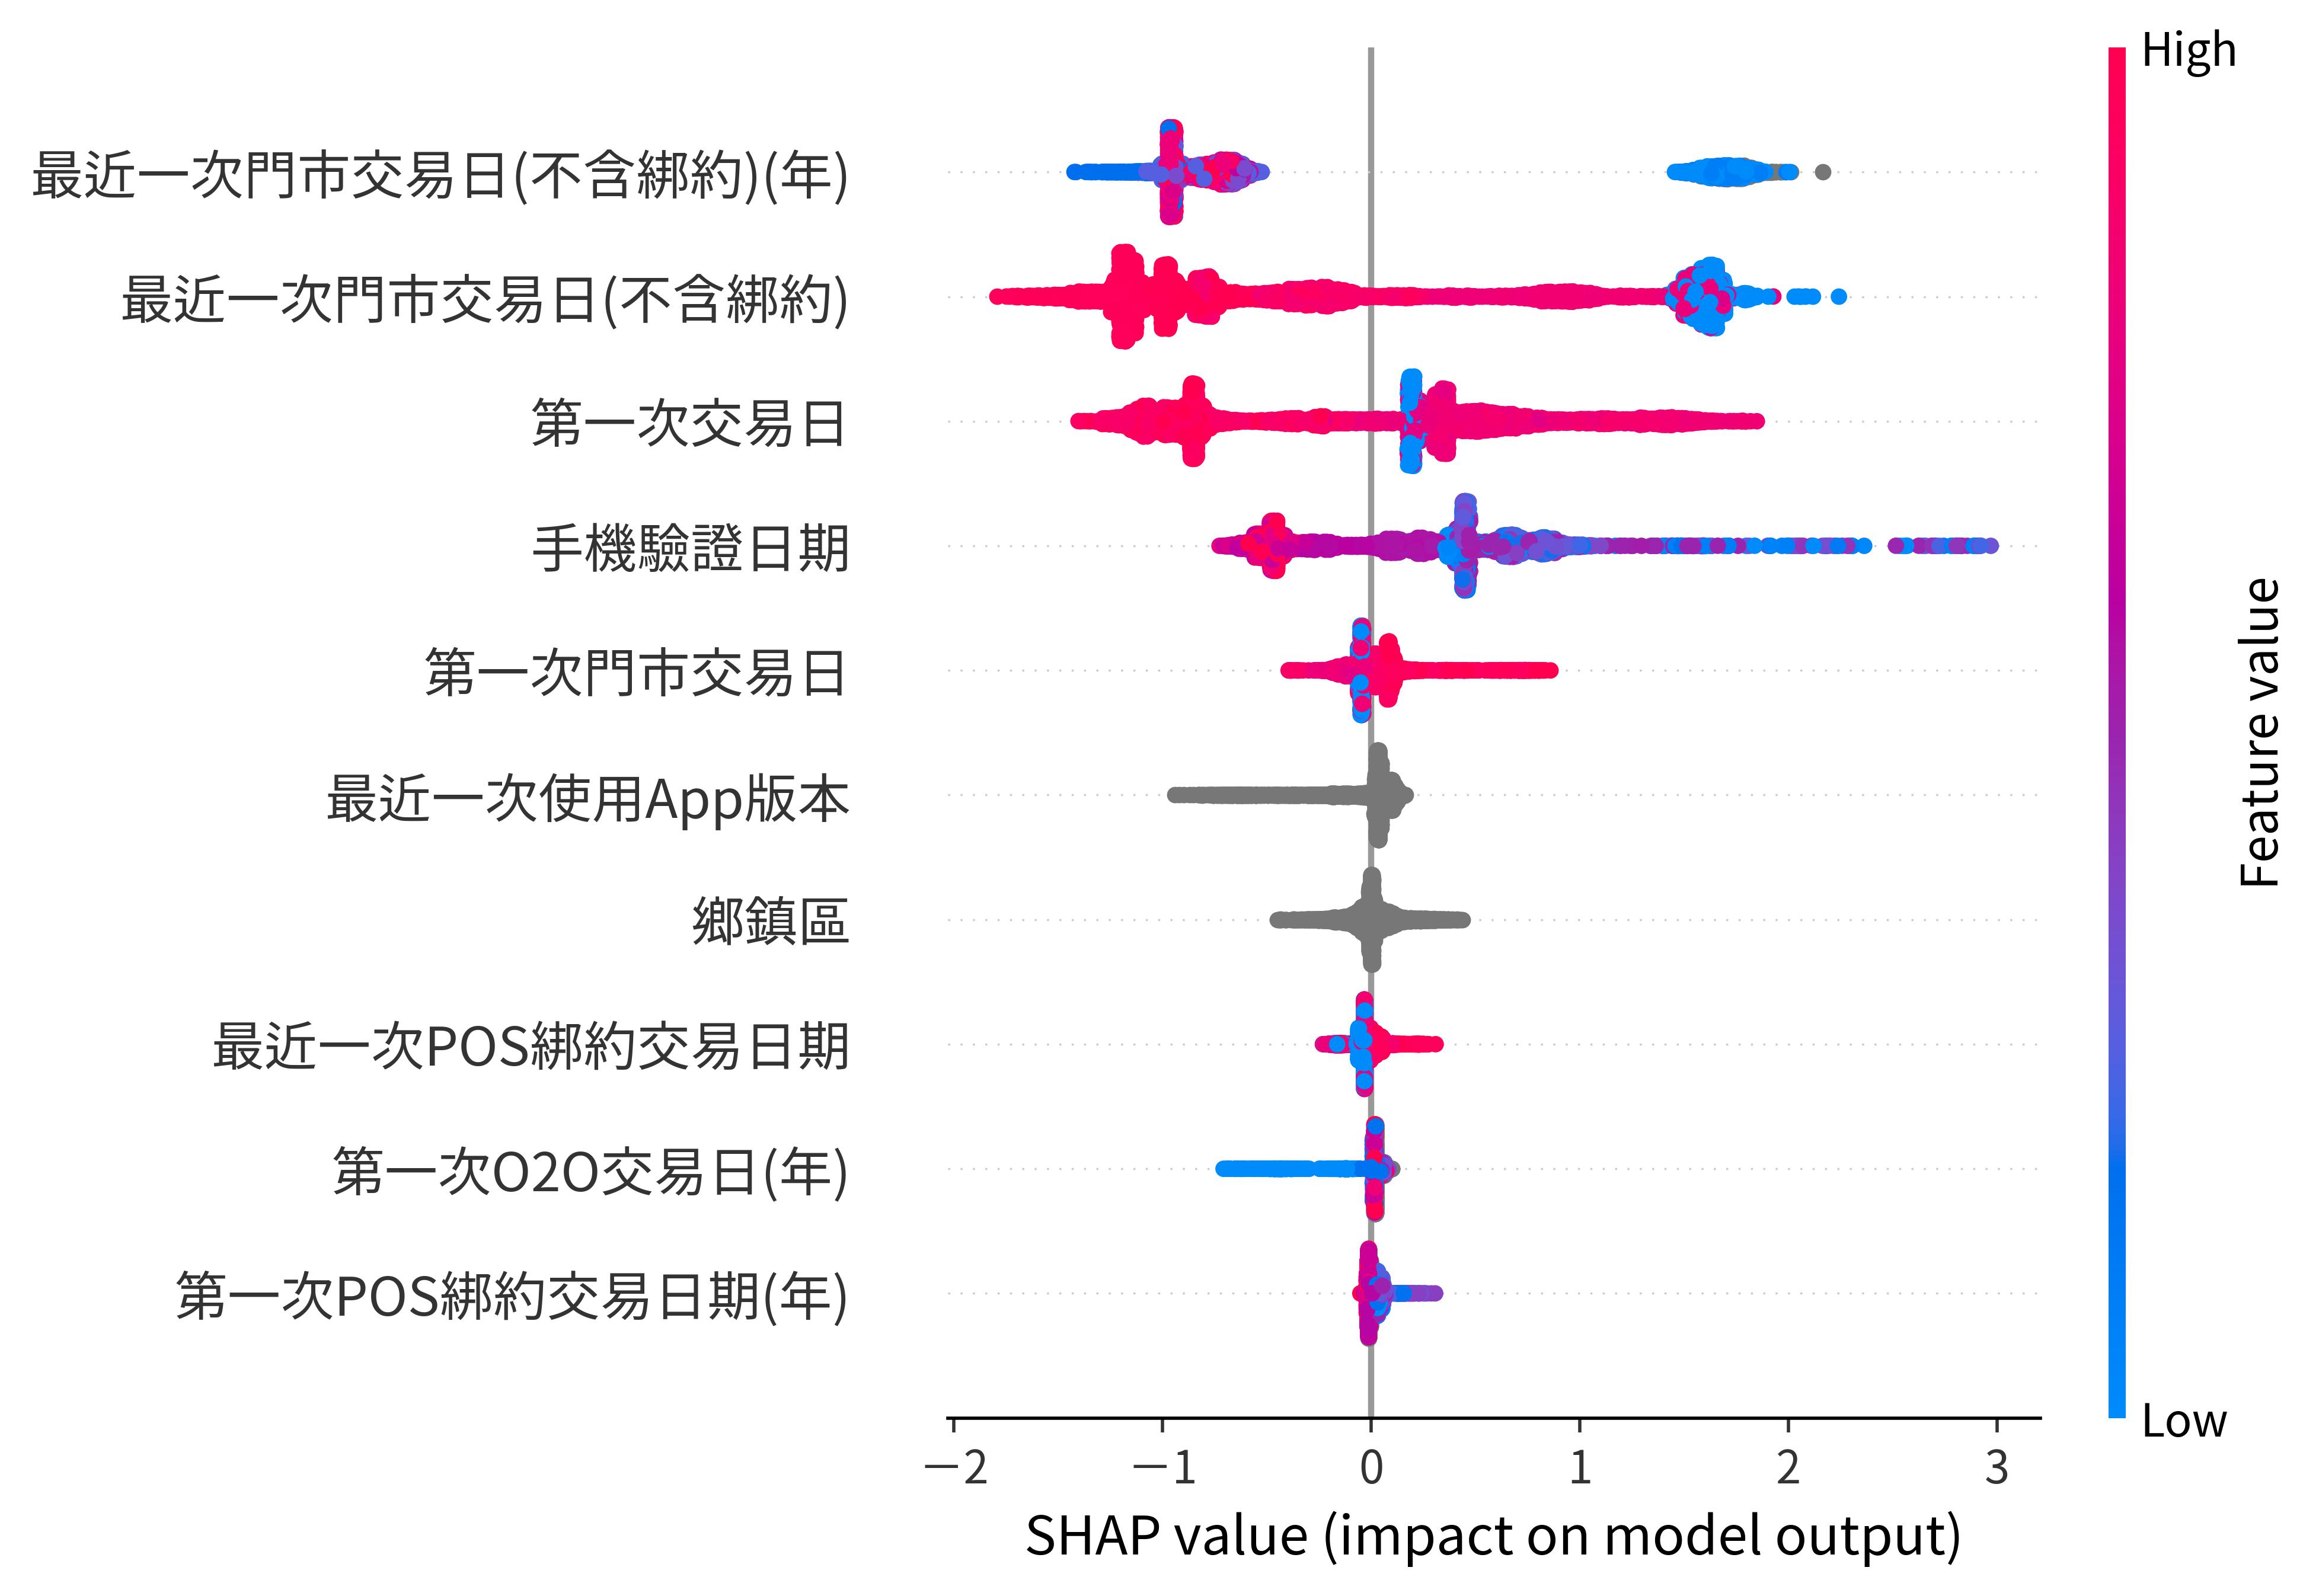 High
最近一次門市交易日(不含綁約)(年)
最近一次門市交易日(不含綁約)
第一次交易日
手機驗證日期
第一次門市交易日
最近一次使用App版本
鄉鎮區
最近一次POS綁約交易日期
第一次O2O交易日(年)
第一次POS綁約交易日期(年)
Feature value
Low
−2 −1 0 1 2 3
SHAP value (impact on model output)